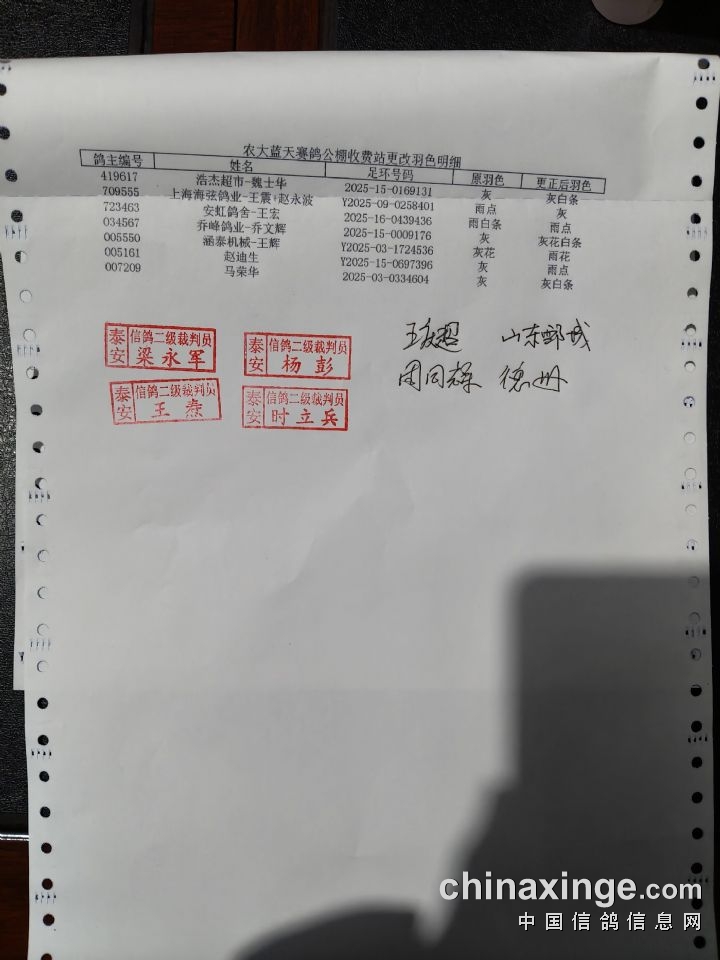 农大蓝天赛鸽公棚收费站更改羽色明细
鸽主编号 姓名 足环号码 原羽色 更正后羽色
419617 浩杰超市-魏士华 2025-15-0169131 灰 灰白条
709555 上海海弦鸽业-王震+赵永波 Y2025-09-0258401 雨点 灰
723463 安虹鸽舍-王宏 2025-16-0439436 雨白条 雨点
034567 乔峰鸽业-乔文辉 2025-15-0009176 灰 灰花白条
005550 涵泰机械-王辉 Y2025-03-1724536 灰花 雨花
005161 赵迪生 Y2025-15-0697396 灰 雨点
007209 马荣华 2025-03-0334604 灰 灰白条
泰安 信鸽二级裁判员 梁永军
泰安 信鸽二级裁判员 杨彭
山东
泰安 信鸽二级裁判员 王焘
泰安 信鸽二级裁判员 时立兵
德州
chinaxinge.com
中国信鸽信息网